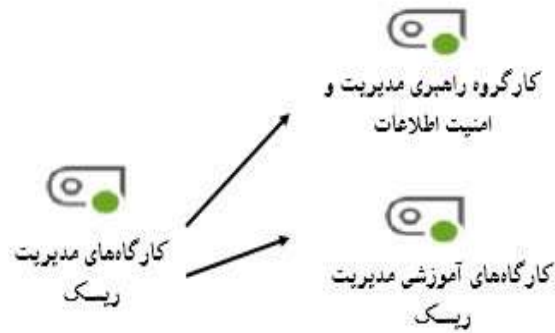 کارگروه راهبری مدیریت و
امنیت اطلاعات
کارگاه‌های مدیریت
ریسک
کارگاه‌های آموزشی مدیریت
ریسک